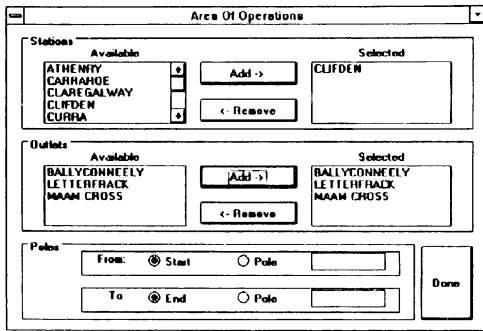 Area Of Operations
Stations
Available
Selected
ATHENRY
CARRAROE
CLAREGALWAY
CLIFDEN
CURRA
Add ->
<- Remove
CLIFDEN
Outlets
Available
Selected
BALLYCONNEELY
LETTERFRACK
MAAM CROSS
Add ->
<- Remove
BALLYCONNEELY
LETTERFRACK
MAAM CROSS
Poles
From:
Start
Pole
To
End
Pole
Done